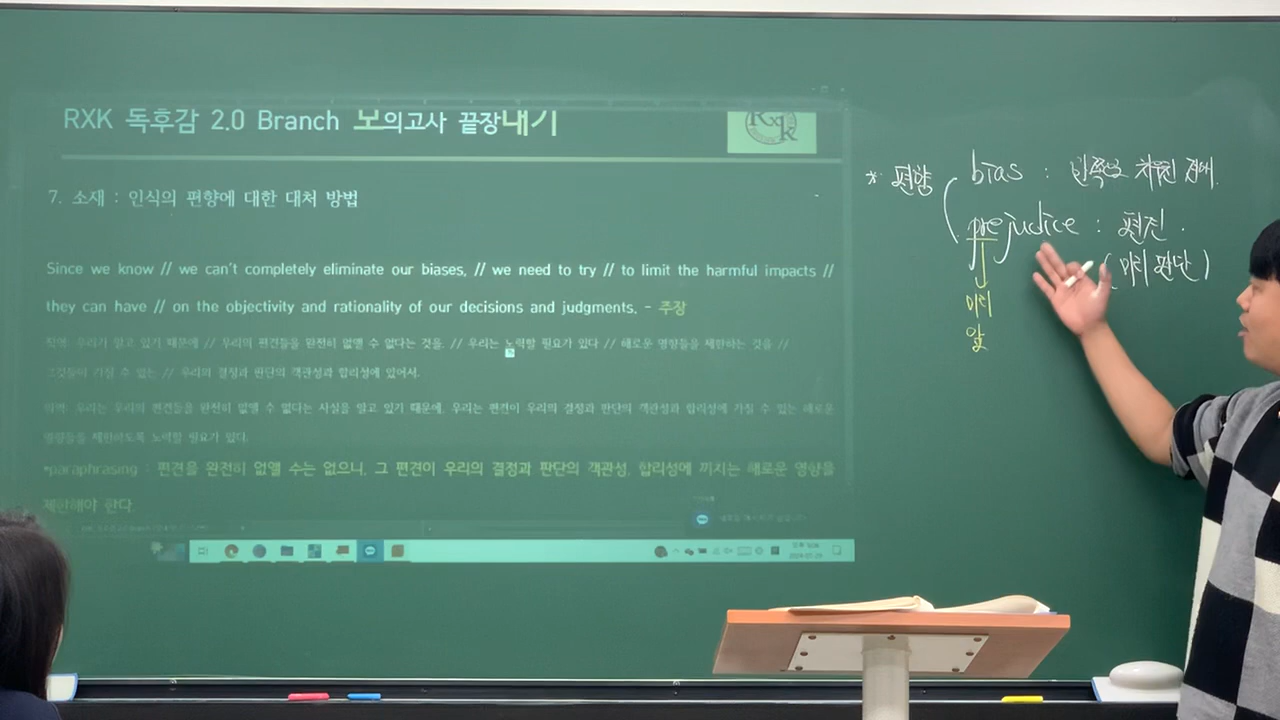 RXK 독후감 2.0 Branch 모의고사 끝장내기
RXK
7. 소재 : 인식의 편향에 대한 대처 방법
Since we know // we can't completely eliminate our biases, // we need to try // to limit the harmful impacts //
they can have // on the objectivity and rationality of our decisions and judgments. - 주장
직역: 우리가 알고 있기 때문에 // 우리의 편견들을 완전히 없앨 수 없다는 것을, // 우리는 노력할 필요가 있다 // 해로운 영향들을 제한하는 것을 //
그것들이 가질 수 있는 // 우리의 결정과 판단의 객관성과 합리성에 있어서.
의역: 우리는 우리의 편견들을 완전히 없앨 수 없다는 사실을 알고 있기 때문에, 우리는 편견이 우리의 결정과 판단의 객관성과 합리성에 가질 수 있는 해로운
영향들을 제한하도록 노력할 필요가 있다.
*paraphrasing : 편견을 완전히 없앨 수는 없으니, 그 편견이 우리의 결정과 판단의 객관성, 합리성에 끼치는 해로운 영향을
제한해야 한다
* 편향 bias :
prejudice : 편견.
(미리 판단)
미리
앞